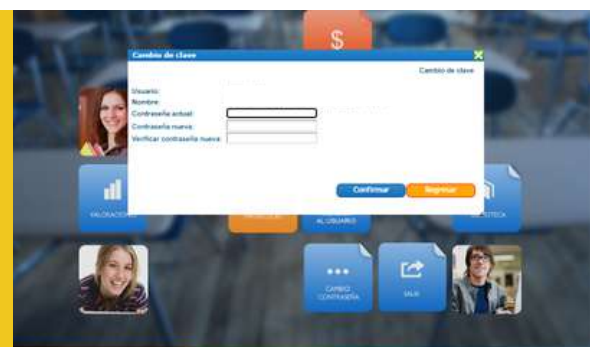 $
Cambio de clave
Cambio de clave
Usuario:
Nombre:
Contraseña actual:
Contraseña nueva:
Verificar contraseña nueva:
Confirmar
Regresar
VALORACIONES
AL USUARIO
BIBLIOTECA
CAMBIO
CONTRASEÑA
SALIR